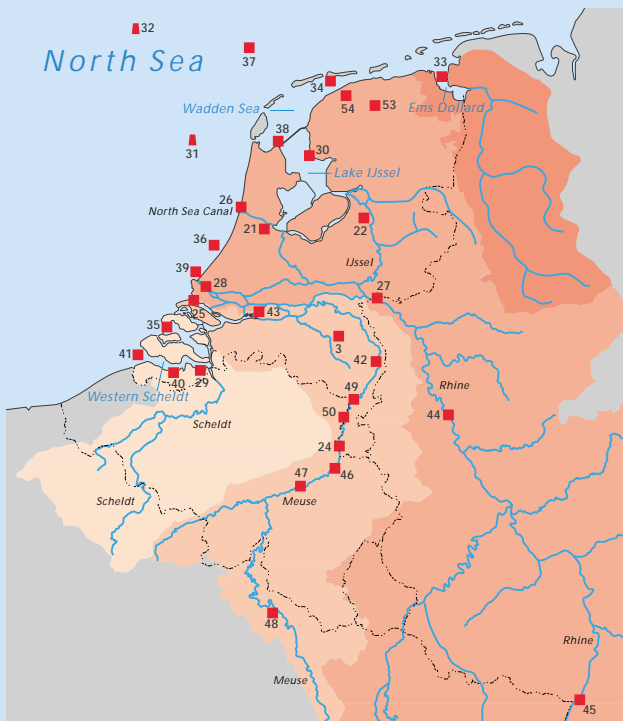 32
North Sea
37
33
34
54
53
Wadden Sea
Ems Dollard
38
31
30
Lake IJssel
26
North Sea Canal
21
22
36
IJssel
39
28
27
25
43
35
3
41
42
40
29
Rhine
Western Scheldt
49
50
44
Scheldt
24
47
46
Scheldt
Meuse
48
Rhine
Meuse
45